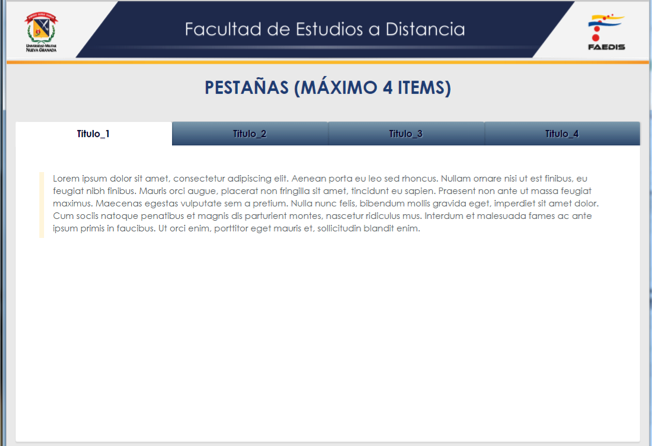 UNIVERSIDAD MILITAR
NUEVA GRANADA
Facultad de Estudios a Distancia
FAEDIS
PESTAÑAS (MÁXIMO 4 ITEMS)
Titulo_1
Titulo_2
Titulo_3
Titulo_4
Lorem ipsum dolor sit amet, consectetur adipiscing elit. Aenean porta eu leo sed rhoncus. Nullam ornare nisi ut est finibus, eu
feugiat nibh finibus. Mauris orci augue, placerat non fringilla sit amet, tincidunt eu sapien. Praesent non ante ut massa feugiat
maximus. Maecenas egestas vulputate sem a pretium. Nulla nunc felis, bibendum mollis gravida eget, imperdiet sit amet dolor.
Cum sociis natoque penatibus et magnis dis parturient montes, nascetur ridiculus mus. Interdum et malesuada fames ac ante
ipsum primis in faucibus. Ut orci enim, porttitor eget mauris et, sollicitudin blandit enim.